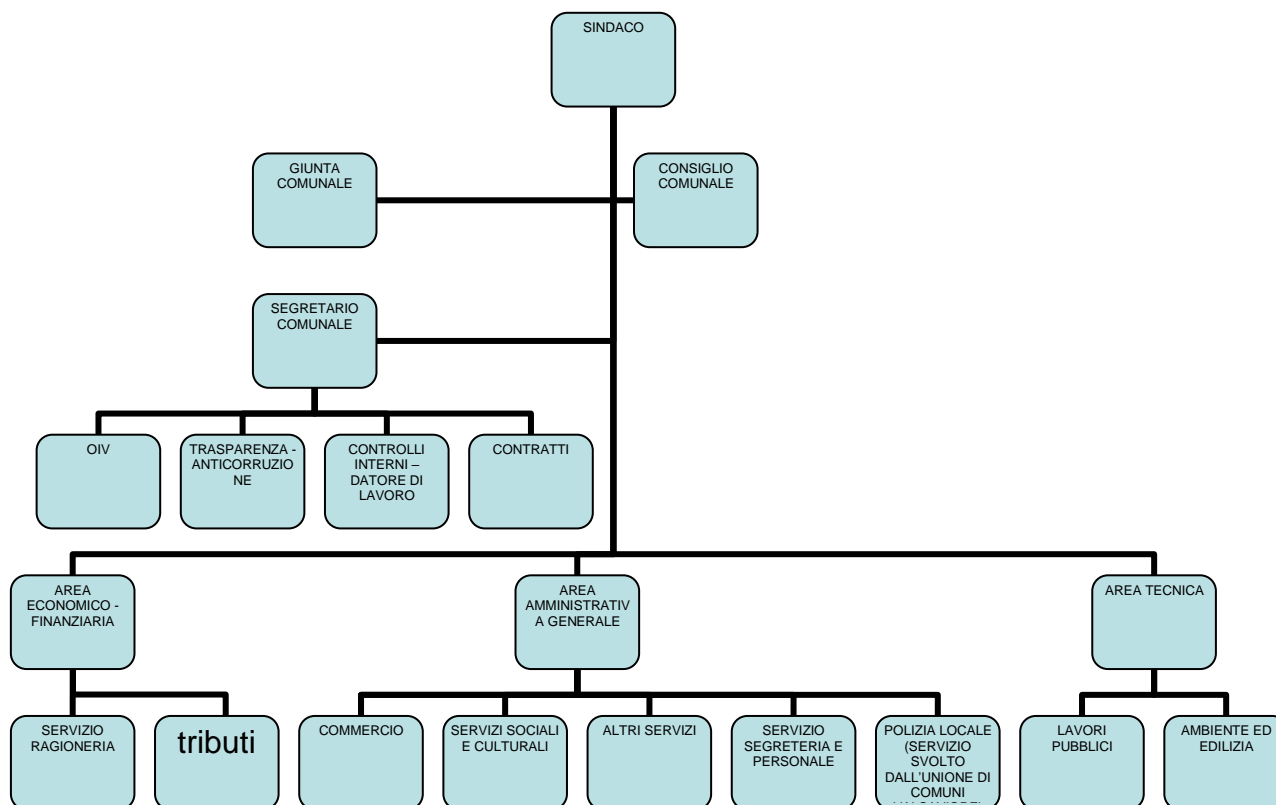 SINDACO
GIUNTA
COMUNALE
CONSIGLIO
COMUNALE
SEGRETARIO
COMUNALE
OIV
TRASPARENZA -
ANTICORRUZIO
NE
CONTROLLI
INTERNI –
DATORE DI
LAVORO
CONTRATTI
AREA
ECONOMICO -
FINANZIARIA
AREA
AMMINISTRATIV
A GENERALE
AREA TECNICA
SERVIZIO
RAGIONERIA
tributi
COMMERCIO
SERVIZI SOCIALI
E CULTURALI
ALTRI SERVIZI
SERVIZIO
SEGRETERIA E
PERSONALE
POLIZIA LOCALE
(SERVIZIO
SVOLTO
DALL'UNIONE DI
COMUNI
LAVORI
PUBBLICI
AMBIENTE ED
EDILIZIA